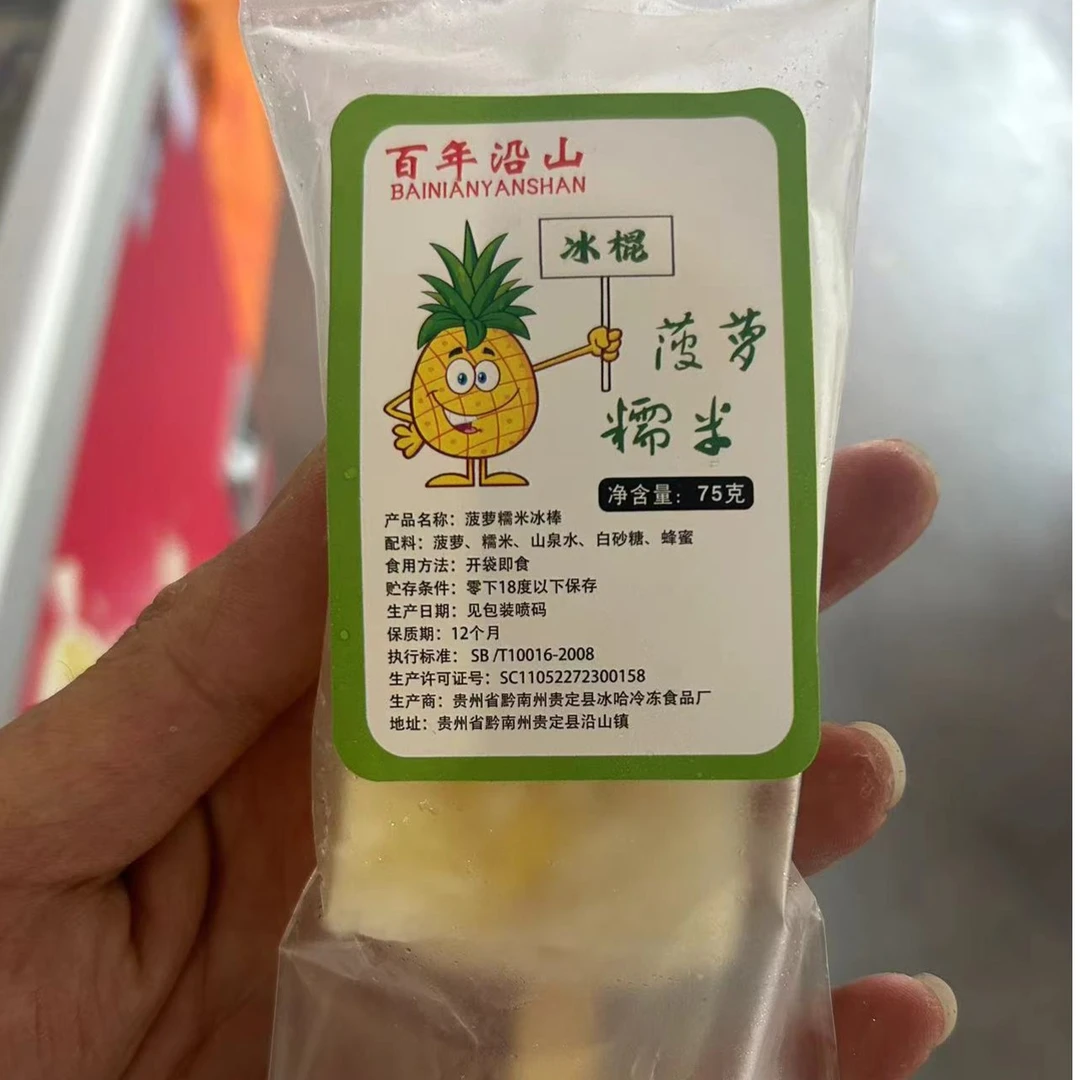 百年沿山
BAINIANYANSHAN
冰棍
菠萝
糯米
净含量：75克
产品名称：菠萝糯米冰棒
配料：菠萝、糯米、山泉水、白砂糖、蜂蜜
食用方法：开袋即食
贮存条件：零下18度以下保存
生产日期：见包装喷码
保质期：12个月
执行标准：SB/T10016-2008
生产许可证号：SC11052272300158
生产商：贵州省黔南州贵定县冰哈冷冻食品厂
地址：贵州省黔南州贵定县沿山镇